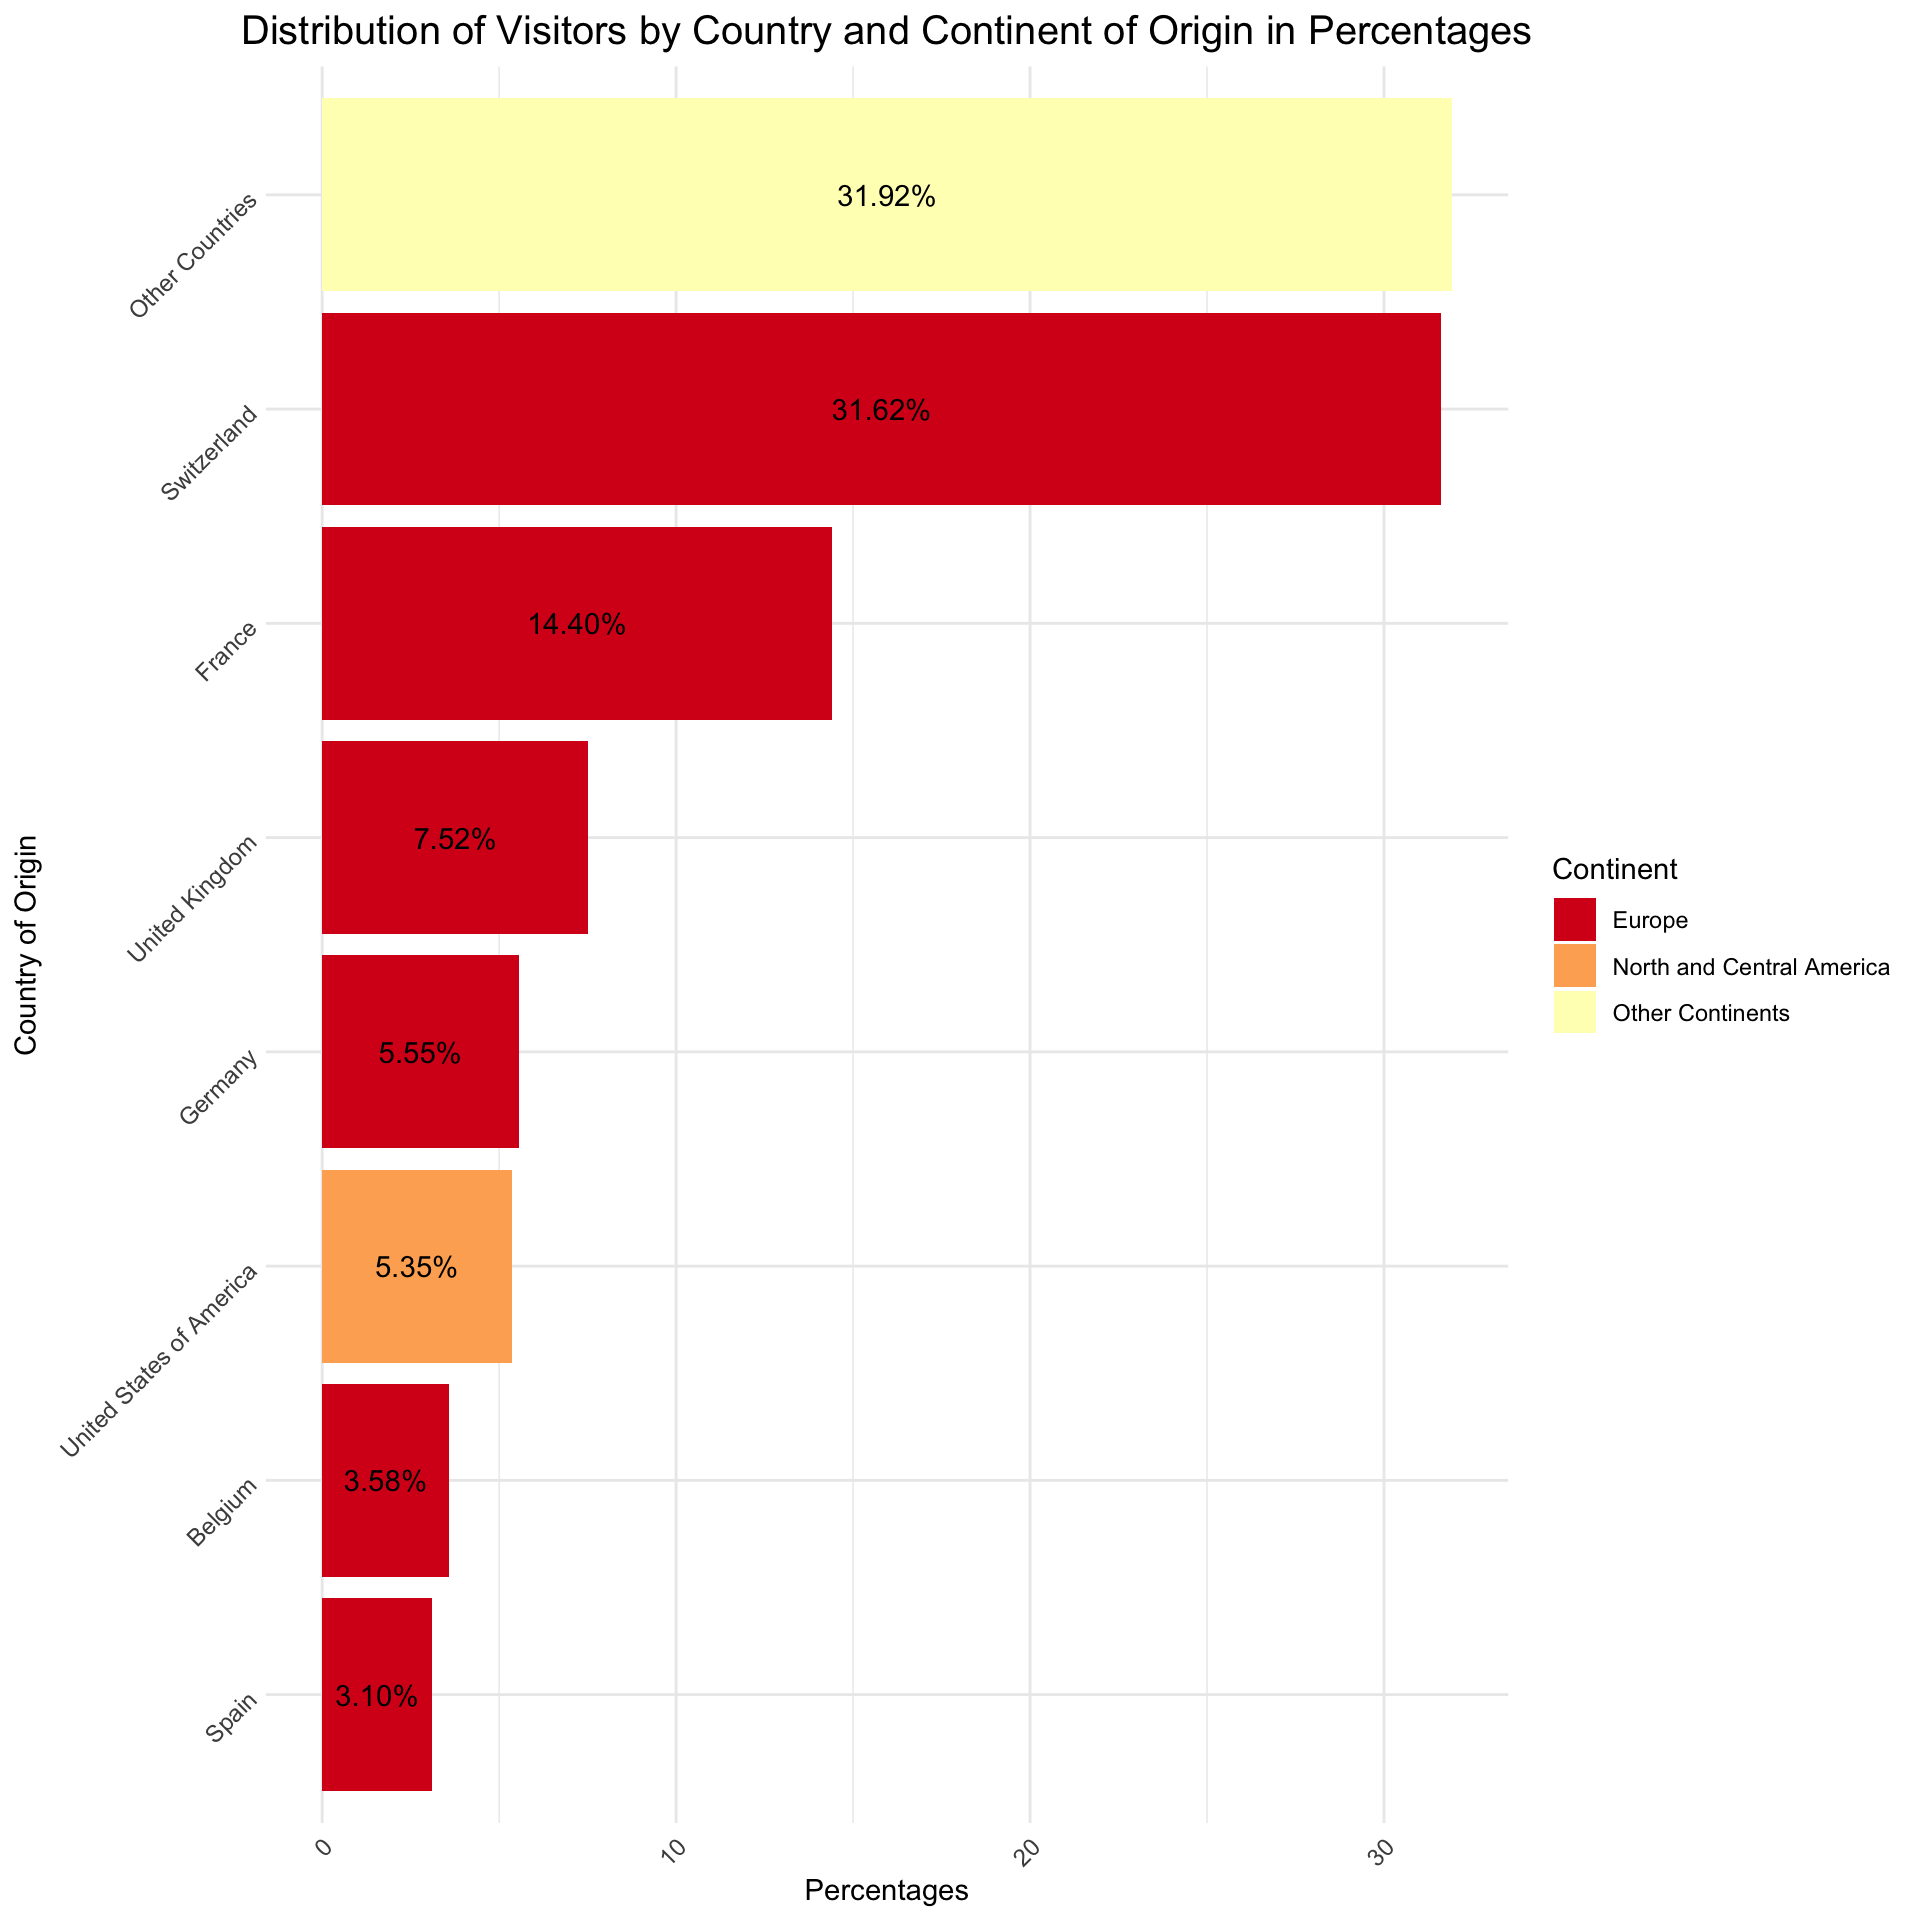 Distribution of Visitors by Country and Continent of Origin in Percentages
Country of Origin
Other Countries
31.92%
Switzerland
31.62%
France
14.40%
United Kingdom
7.52%
Germany
5.55%
United States of America
5.35%
Belgium
3.58%
Spain
3.10%
0
10
20
30
Percentages
Continent
Europe
North and Central America
Other Continents